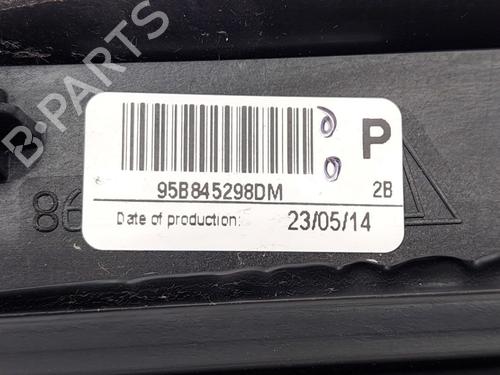 B-PARTS
P
95B845298DM 2B
Date of production: 23/05/14
86